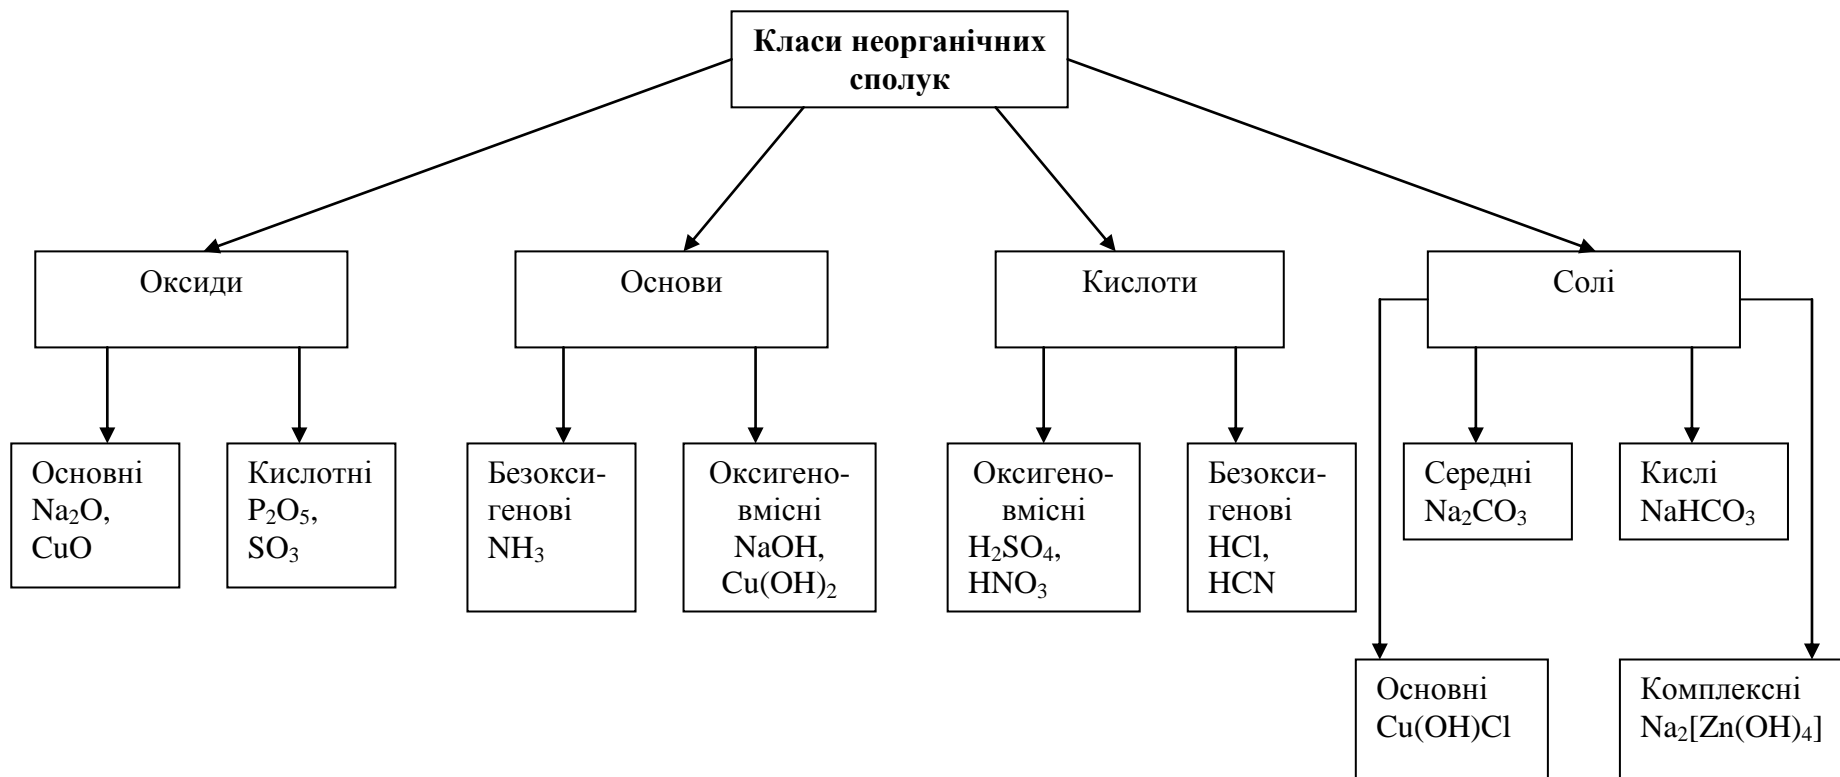 Класи неорганічних
сполук
Оксиди
Основи
Кислоти
Солі
Основні
Na₂O,
CuO
Кислотні
P₂O₅,
SO₃
Безокси-
генові
NH₃
Оксигено-
вмісні
NaOH,
Cu(OH)₂
Оксигено-
вмісні
H₂SO₄,
HNO₃
Безокси-
генові
HCl,
HCN
Середні
Na₂CO₃
Кислі
NaHCO₃
Основні
Cu(OH)Cl
Комплексні
Na₂[Zn(OH)₄]